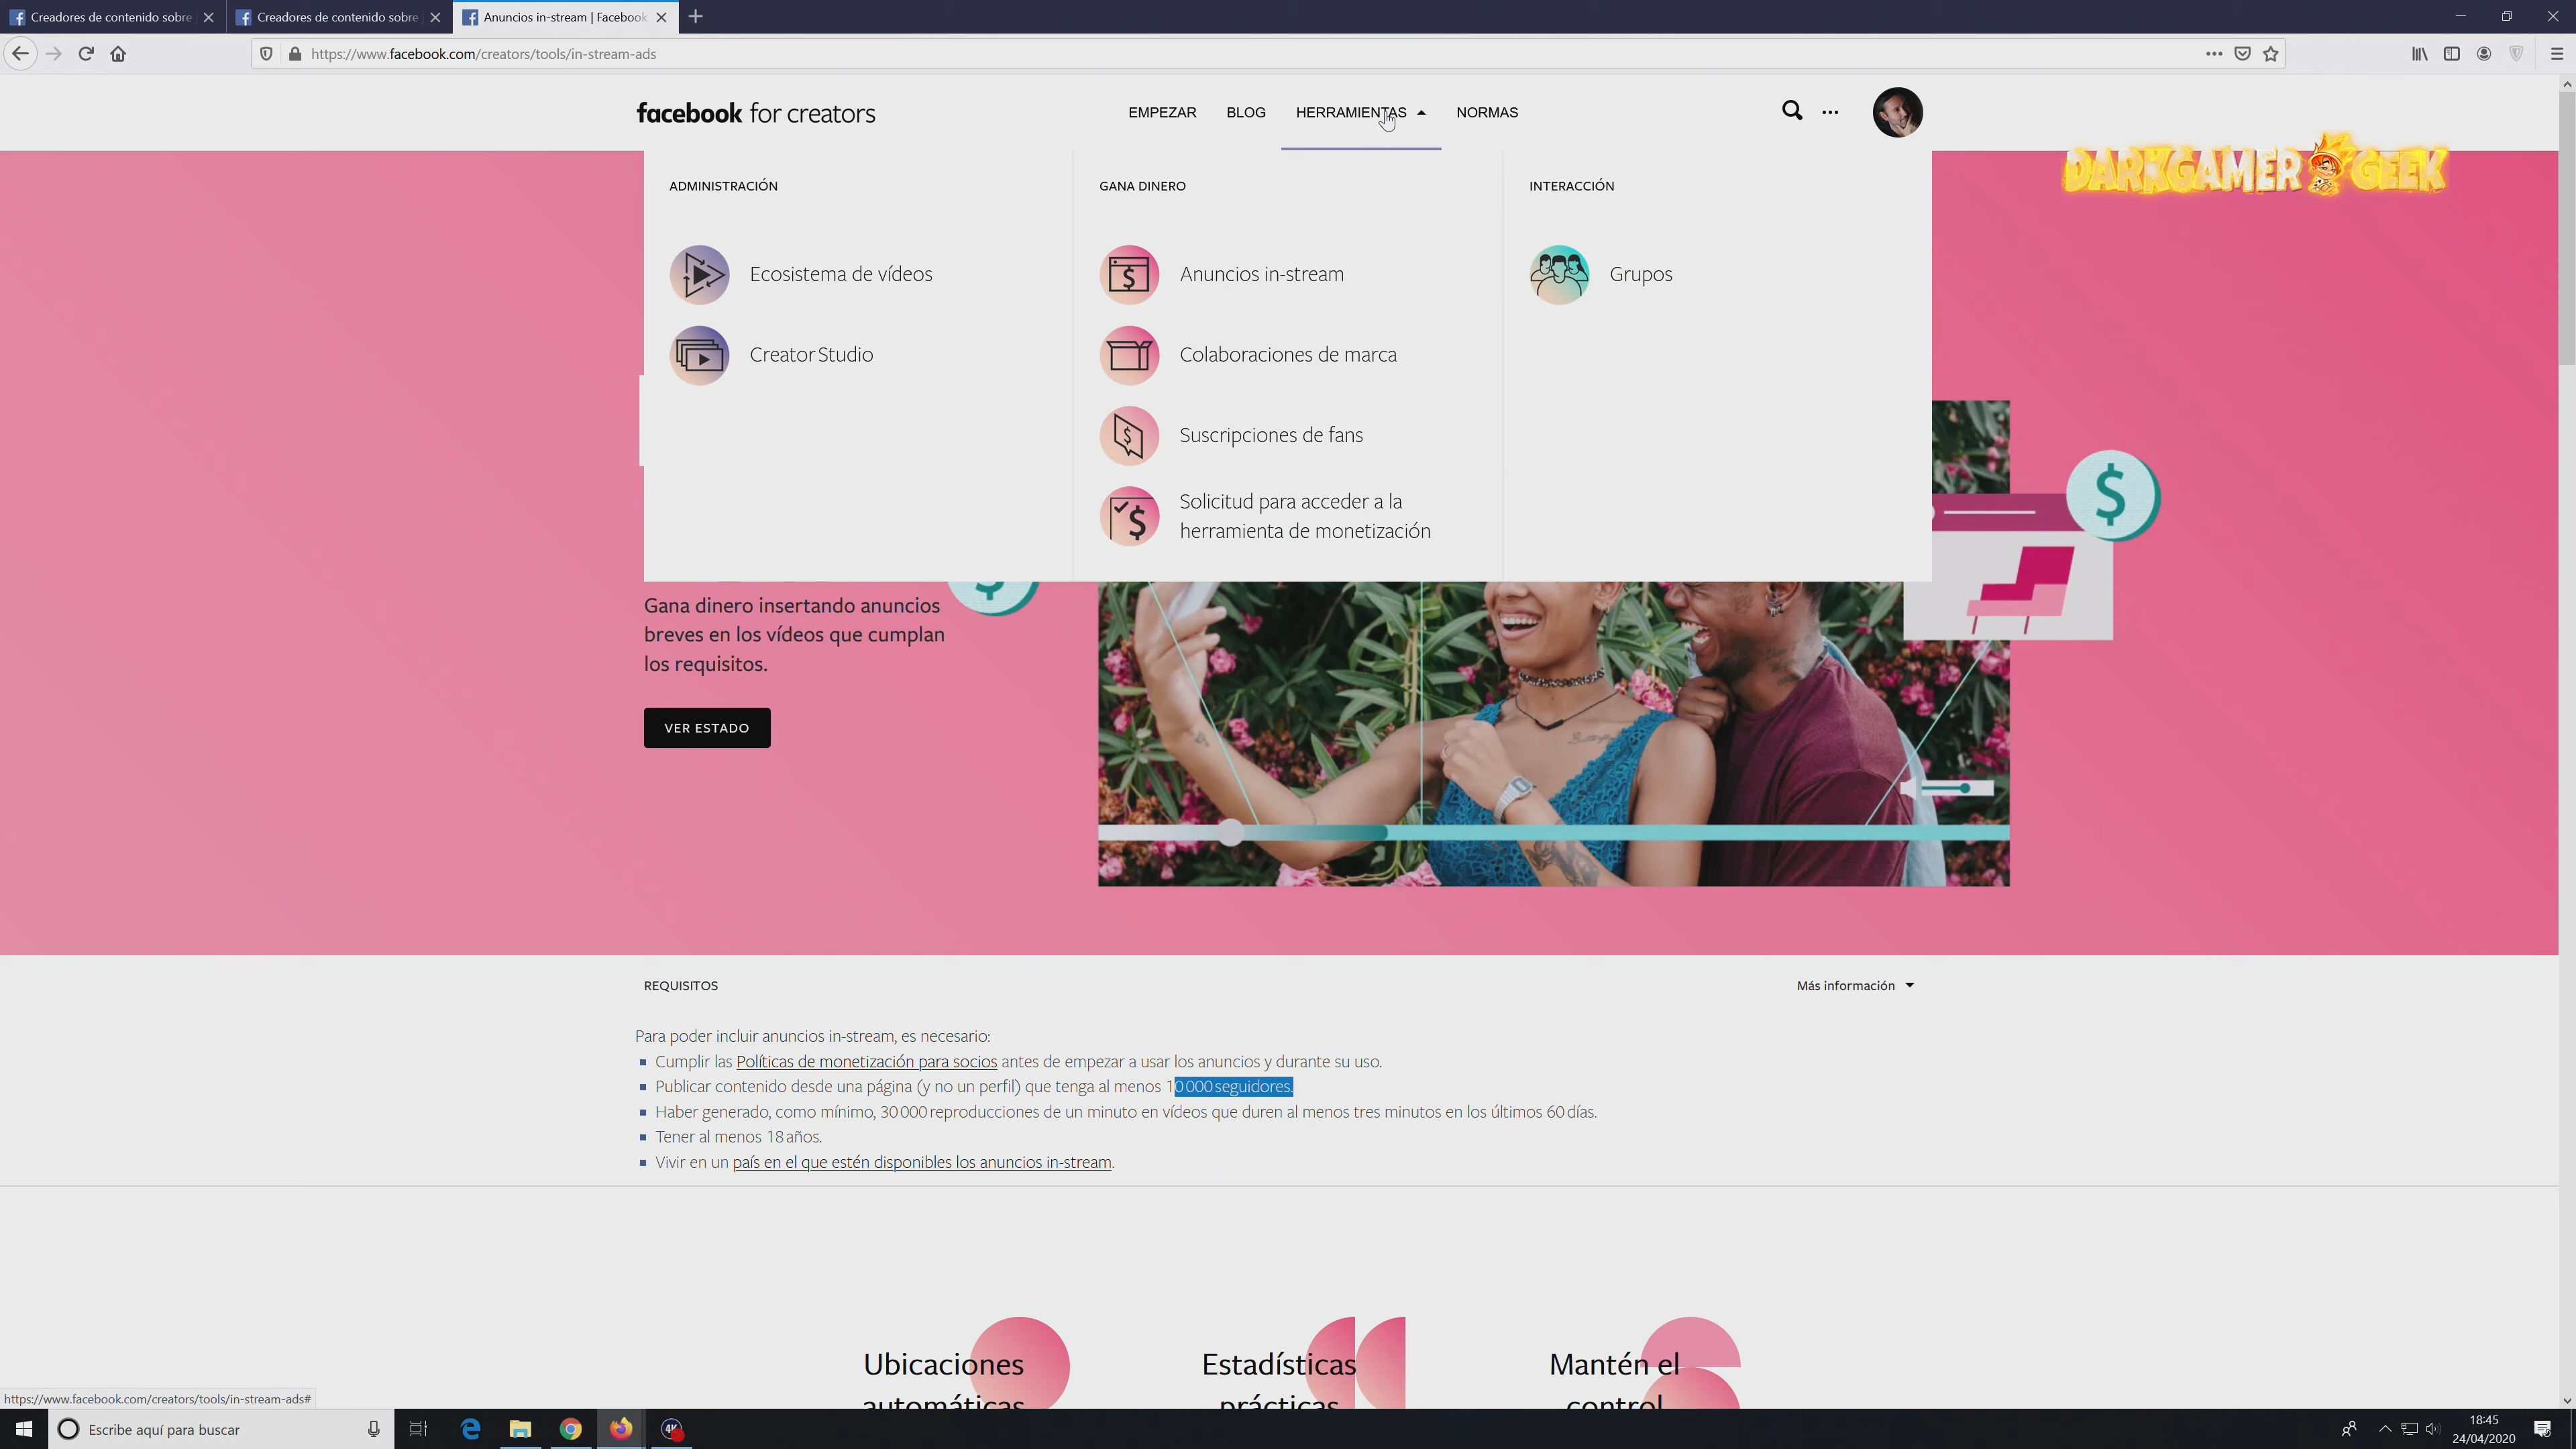 Creadores de contenido sobre
Creadores de contenido sobre j
Anuncios in-stream | Facebook
https://www.facebook.com/creators/tools/in-stream-ads
facebook for creators
EMPEZAR
BLOG
HERRAMIENTAS
NORMAS
DARKGAMER GEEK
ADMINISTRACIÓN
Ecosistema de vídeos
Creator Studio
GANA DINERO
Anuncios in-stream
Colaboraciones de marca
Suscripciones de fans
Solicitud para acceder a la
herramienta de monetización
INTERACCIÓN
Grupos
Gana dinero insertando anuncios
breves en los vídeos que cumplan
los requisitos.
VER ESTADO
REQUISITOS
Más información
Para poder incluir anuncios in-stream, es necesario:
Cumplir las Políticas de monetización para socios antes de empezar a usar los anuncios y durante su uso.
Publicar contenido desde una página (y no un perfil) que tenga al menos 10 000 seguidores.
Haber generado, como mínimo, 30 000 reproducciones de un minuto en vídeos que duren al menos tres minutos en los últimos 60 días.
Tener al menos 18 años.
Vivir en un país en el que estén disponibles los anuncios in-stream.
Ubicaciones
automáticas
Estadísticas
prácticas
Mantén el
control
https://www.facebook.com/creators/tools/in-stream-ads#
Escribe aquí para buscar
4K
18:45
24/04/2020